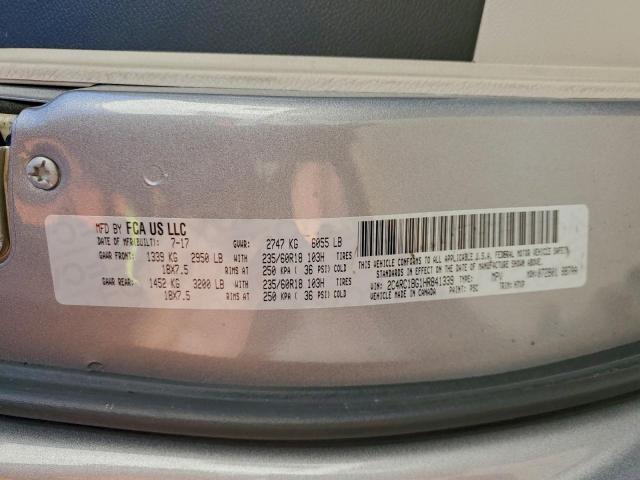 MFD BY FCA US LLC
DATE OF MFR(BUILT): 7-17 GVWR: 2747 KG 6055 LB
GAWR FRONT: 1339 KG 2950 LB WITH 235/60R18 103H TIRES
18X7.5 RIMS AT 250 KPA ( 36 PSI) COLD
GAWR REAR: 1452 KG 3200 LB WITH 235/60R18 103H TIRES
18X7.5 RIMS AT 250 KPA ( 36 PSI) COLD
THIS VEHICLE CONFORMS TO ALL APPLICABLE U.S.A. FEDERAL MOTOR VEHICLE SAFETY
STANDARDS IN EFFECT ON THE DATE OF MANUFACTURE SHOWN ABOVE.
VIN: 2C4RC1BG1HR841339 TYPE: MPV MDH:
VEHICLE MADE IN CANADA PAINT: PSC TRIM: